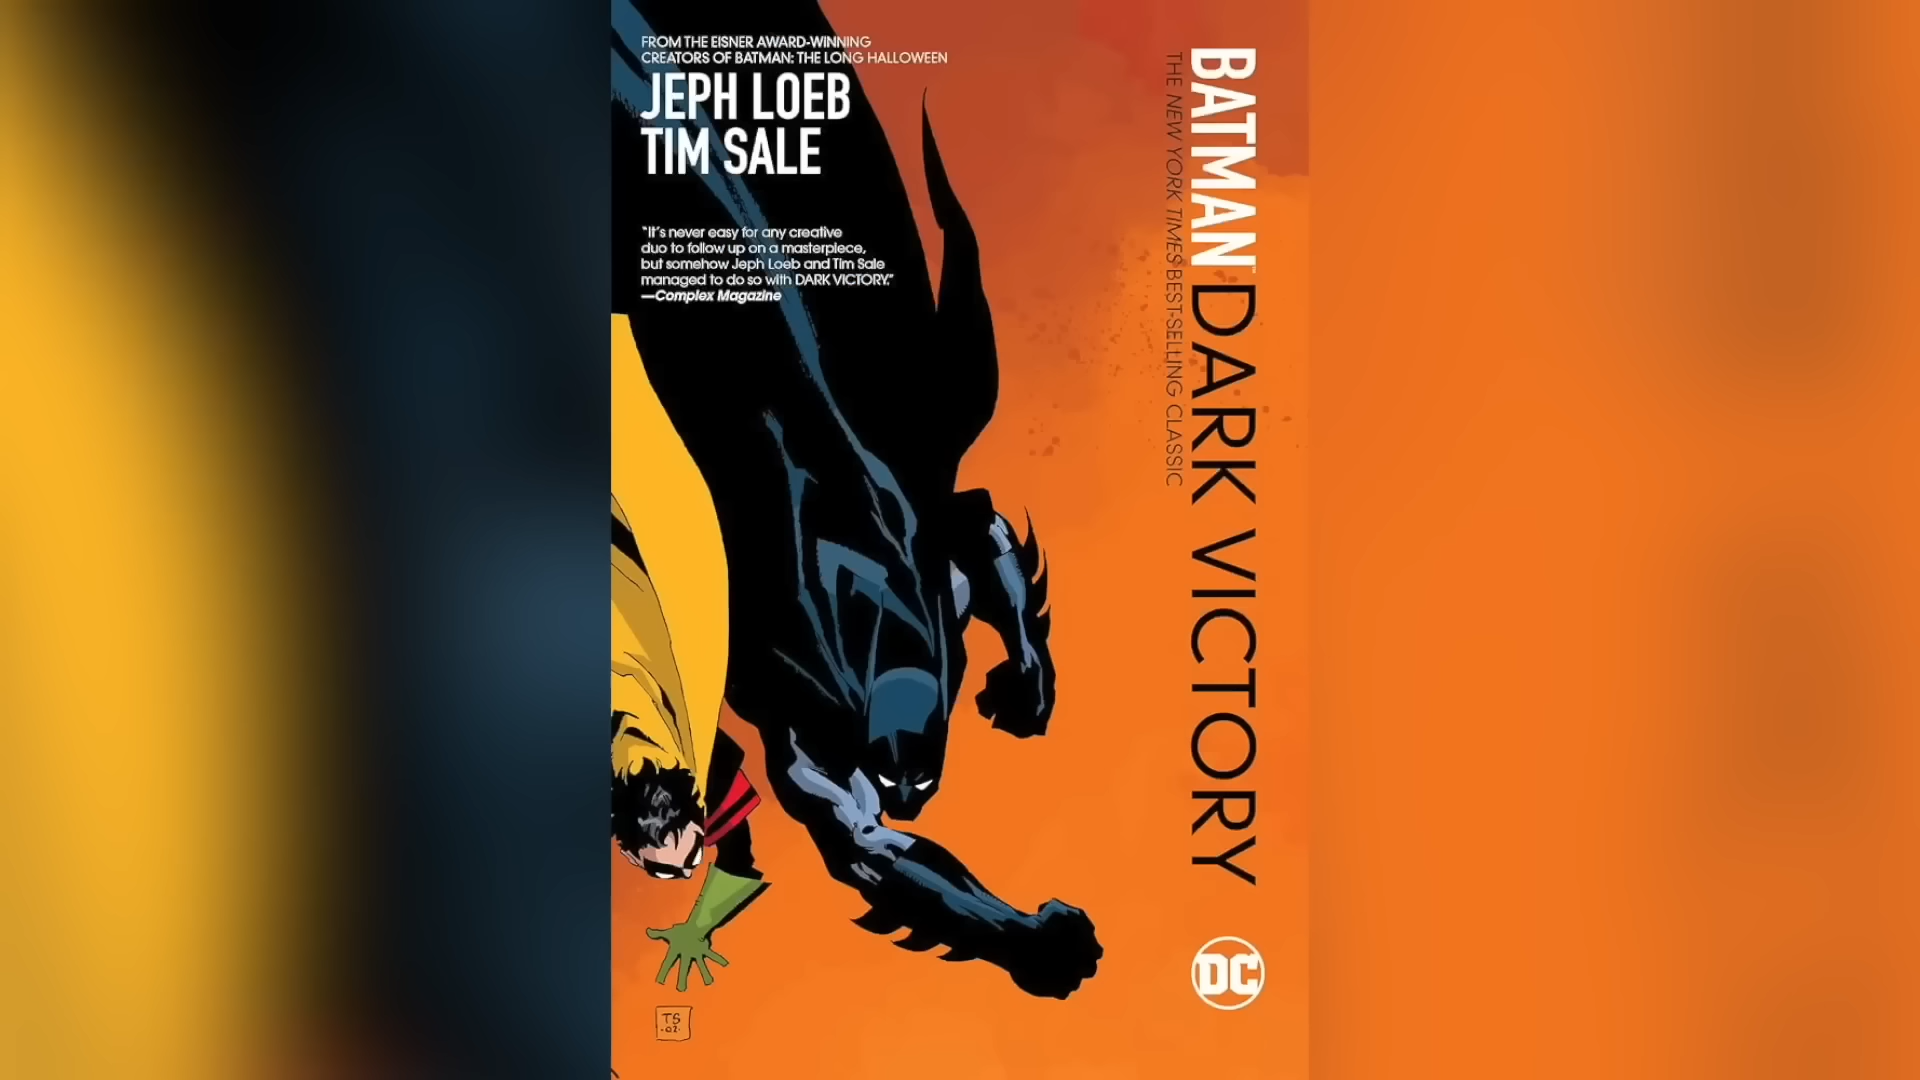 FROM THE EISNER AWARD-WINNING
CREATORS OF BATMAN: THE LONG HALLOWEEN
JEPH LOEB
TIM SALE
"It's never easy for any creative
duo to follow up on a masterpiece,
but somehow Jeph Loeb and Tim Sale
managed to do so with DARK VICTORY."
—Complex Magazine
BATMAN™ DARK VICTORY
THE NEW YORK TIMES BEST-SELLING CLASSIC
DC
TS
·02·